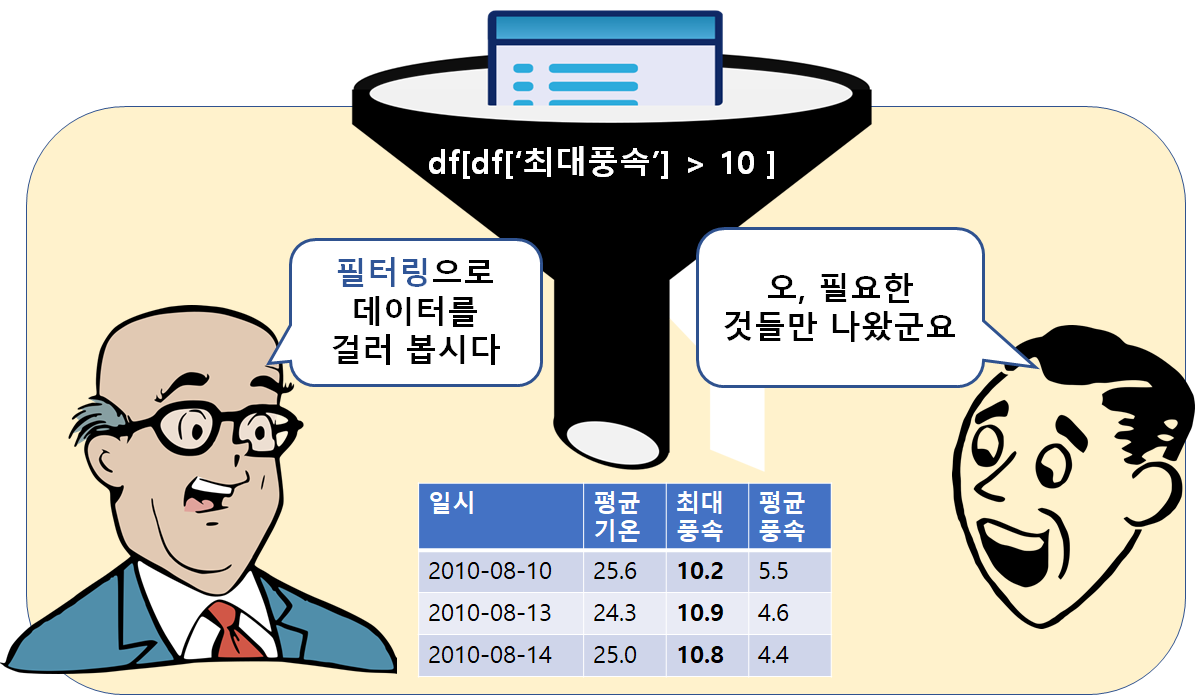 df[df[‘최대풍속’] > 10 ]
필터링으로
데이터를
걸러 봅시다
오, 필요한
것들만 나왔군요
일시 평균 기온 최대 풍속 평균 풍속
2010-08-10 25.6 10.2 5.5
2010-08-13 24.3 10.9 4.6
2010-08-14 25.0 10.8 4.4